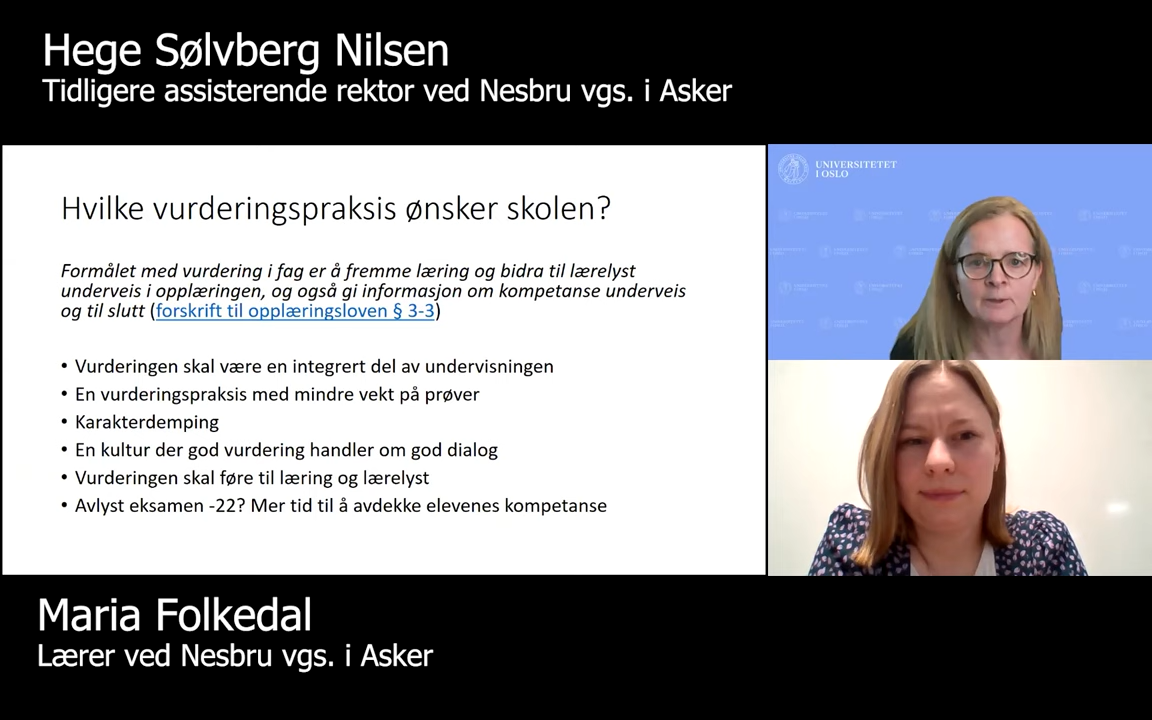 Hege Sølvberg Nilsen
Tidligere assisterende rektor ved Nesbru vgs. i Asker
Hvilke vurderingspraksis ønsker skolen?
Formålet med vurdering i fag er å fremme læring og bidra til lærelyst
underveis i opplæringen, og også gi informasjon om kompetanse underveis
og til slutt (forskrift til opplæringsloven § 3-3)
• Vurderingen skal være en integrert del av undervisningen
• En vurderingspraksis med mindre vekt på prøver
• Karakterdemping
• En kultur der god vurdering handler om god dialog
• Vurderingen skal føre til læring og lærelyst
• Avlyst eksamen -22? Mer tid til å avdekke elevenes kompetanse
UNIVERSITETET
I OSLO
Maria Folkedal
Lærer ved Nesbru vgs. i Asker